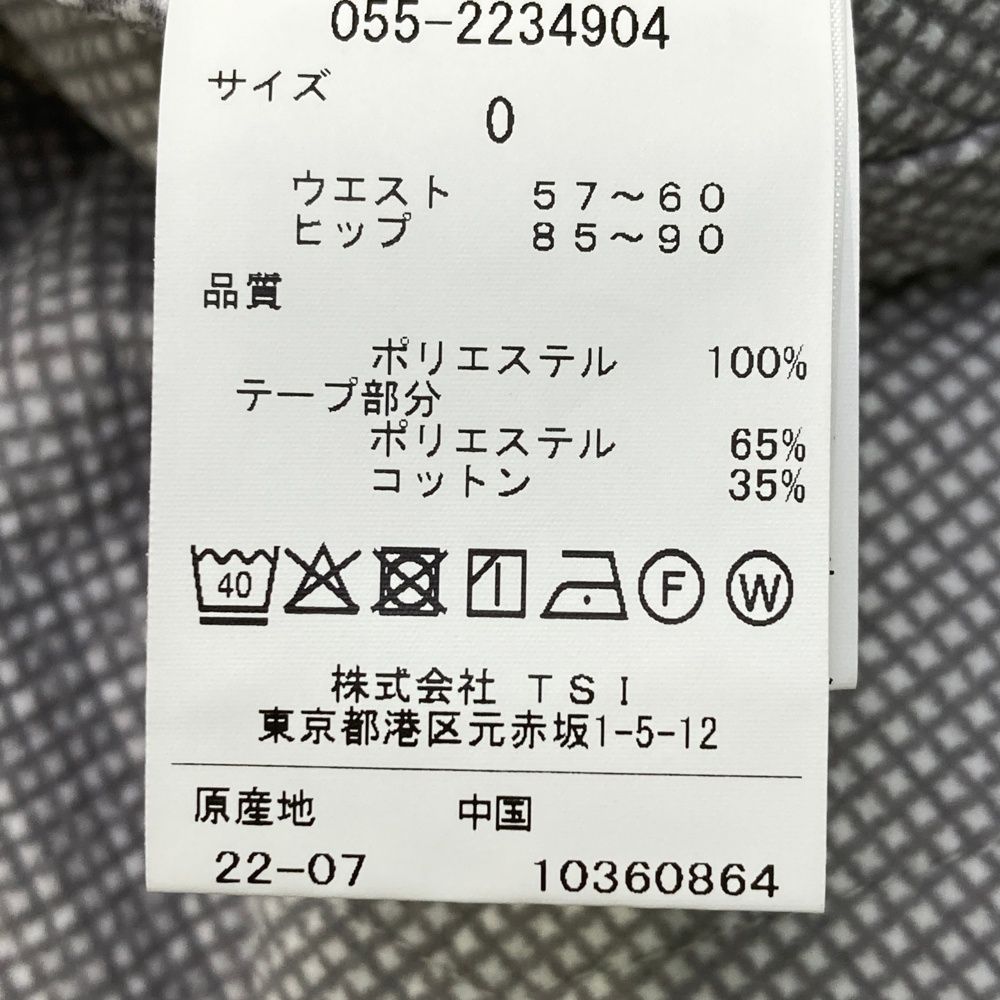 055-2234904
サイズ
0
ウエスト 57～60
ヒップ 85～90
品質
ポリエステル 100%
テープ部分
ポリエステル 65%
コットン 35%
40 F W
株式会社 TSI
東京都港区元赤坂1-5-12
原産地 中国
22-07 10360864